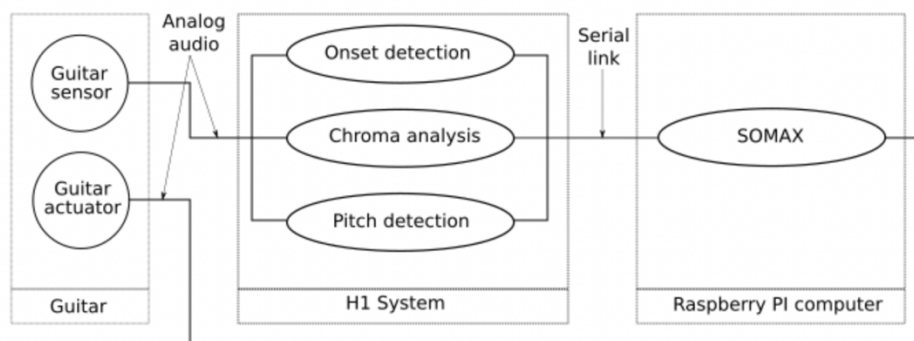 Analog
audio
Guitar
sensor
Guitar
actuator
Guitar
Onset detection
Chroma analysis
Pitch detection
H1 System
Serial
link
SOMAX
Raspberry PI computer